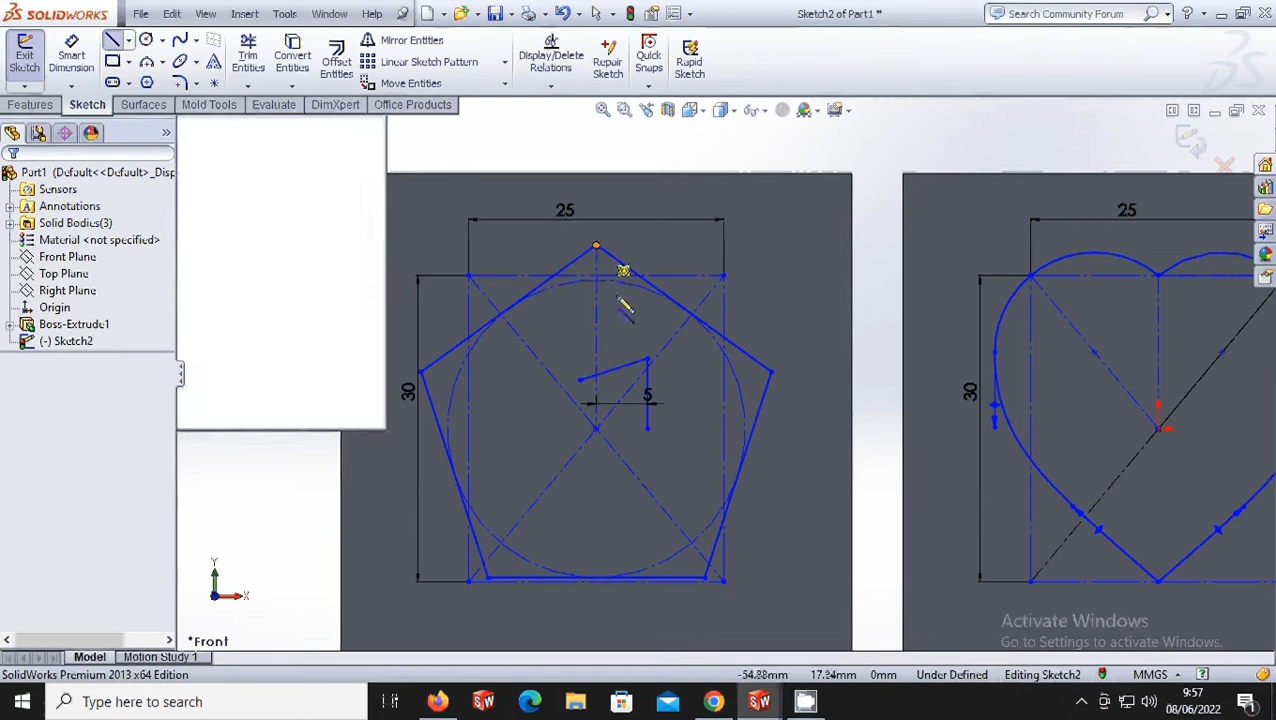 SOLIDWORKS File Edit View Insert Tools Window Help Sketch2 of Part1 * Search Community Forum
Exit Sketch
Smart Dimension
Trim Entities
Convert Entities
Offset Entities
Mirror Entities
Linear Sketch Pattern
Move Entities
Display/Delete Relations
Repair Sketch
Quick Snaps
Rapid Sketch
Features Sketch Surfaces Mold Tools Evaluate DimXpert Office Products
Part1 (Default<<Default>_Disp
Sensors
Annotations
Solid Bodies(3)
Material <not specified>
Front Plane
Top Plane
Right Plane
Origin
Boss-Extrude1
(-) Sketch2
25
30
5
25
30
Y
X
*Front
Activate Windows
Go to Settings to activate Windows.
Model Motion Study 1
SolidWorks Premium 2013 x64 Edition -54.88mm 17.94mm 0mm Under Defined Editing Sketch2 MMGS
Type here to search
SW
SW
9:57
08/06/2022
1